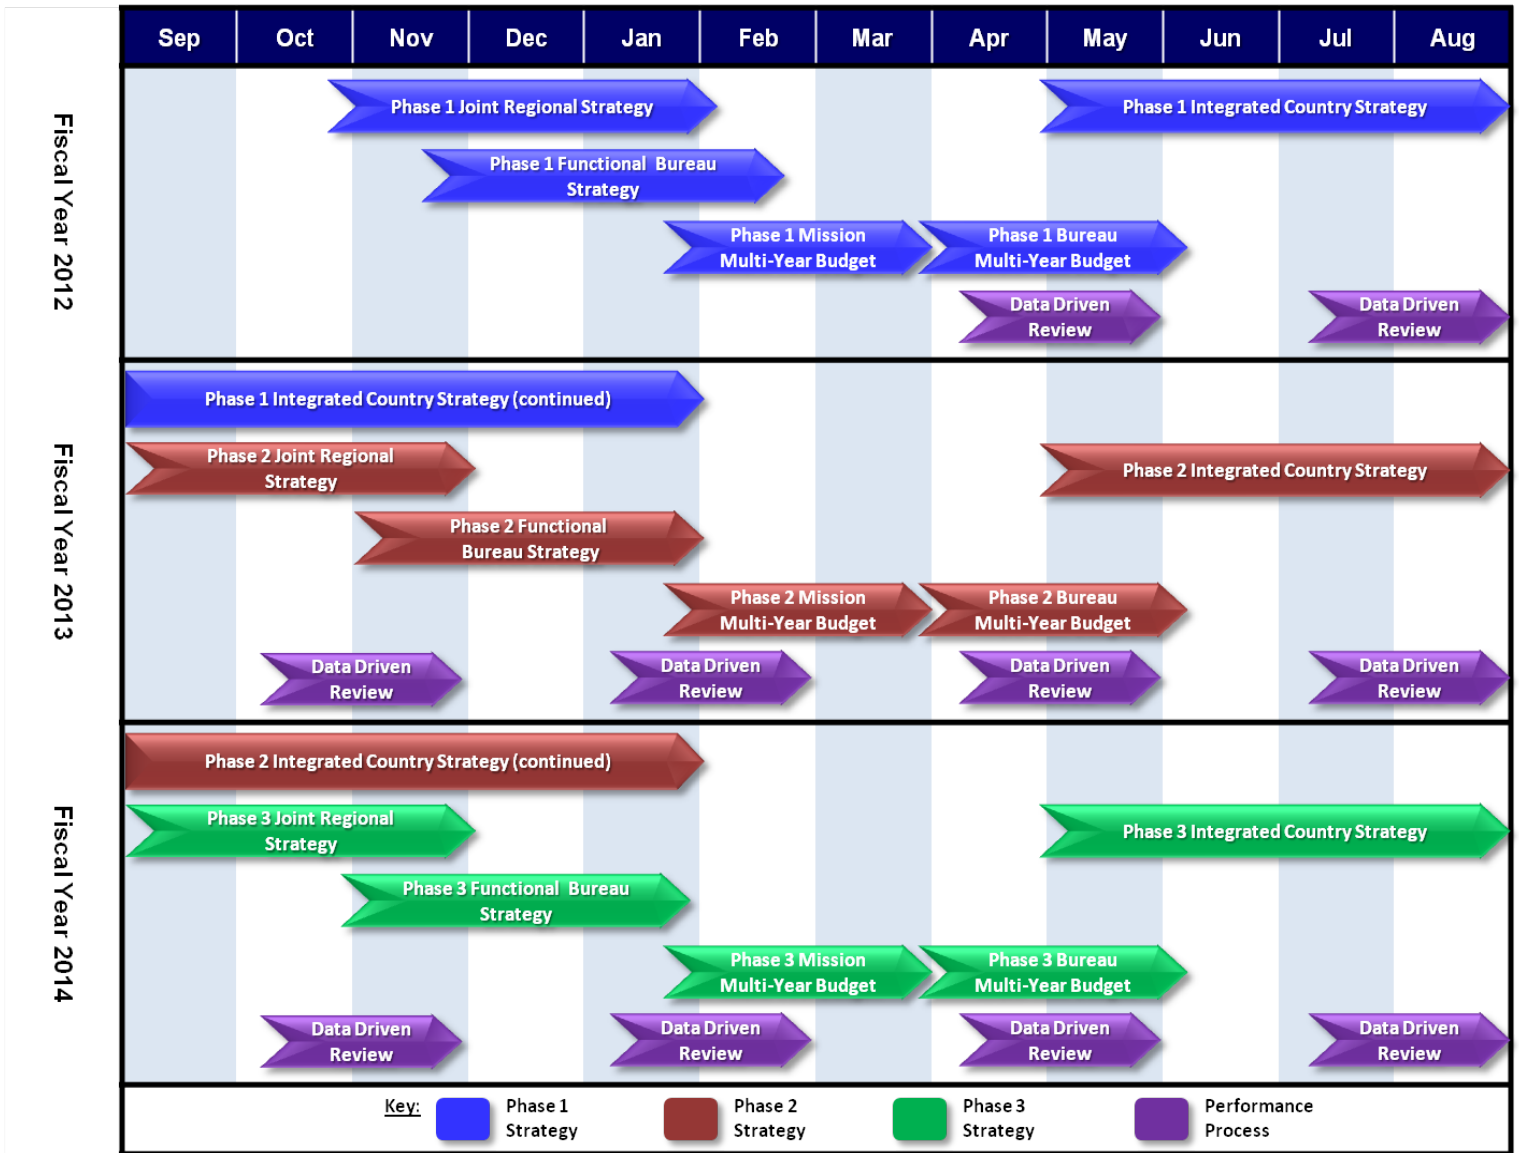 Sep Oct Nov Dec Jan Feb Mar Apr May Jun Jul Aug
Fiscal Year 2012
Phase 1 Joint Regional Strategy
Phase 1 Integrated Country Strategy
Phase 1 Functional Bureau
Strategy
Phase 1 Mission
Multi-Year Budget
Phase 1 Bureau
Multi-Year Budget
Data Driven
Review
Data Driven
Review
Fiscal Year 2013
Phase 1 Integrated Country Strategy (continued)
Phase 2 Joint Regional
Strategy
Phase 2 Integrated Country Strategy
Phase 2 Functional
Bureau Strategy
Phase 2 Mission
Multi-Year Budget
Phase 2 Bureau
Multi-Year Budget
Data Driven
Review
Data Driven
Review
Data Driven
Review
Data Driven
Review
Fiscal Year 2014
Phase 2 Integrated Country Strategy (continued)
Phase 3 Joint Regional
Strategy
Phase 3 Integrated Country Strategy
Phase 3 Functional Bureau
Strategy
Phase 3 Mission
Multi-Year Budget
Phase 3 Bureau
Multi-Year Budget
Data Driven
Review
Data Driven
Review
Data Driven
Review
Data Driven
Review
Key:
Phase 1
Strategy
Phase 2
Strategy
Phase 3
Strategy
Performance
Process